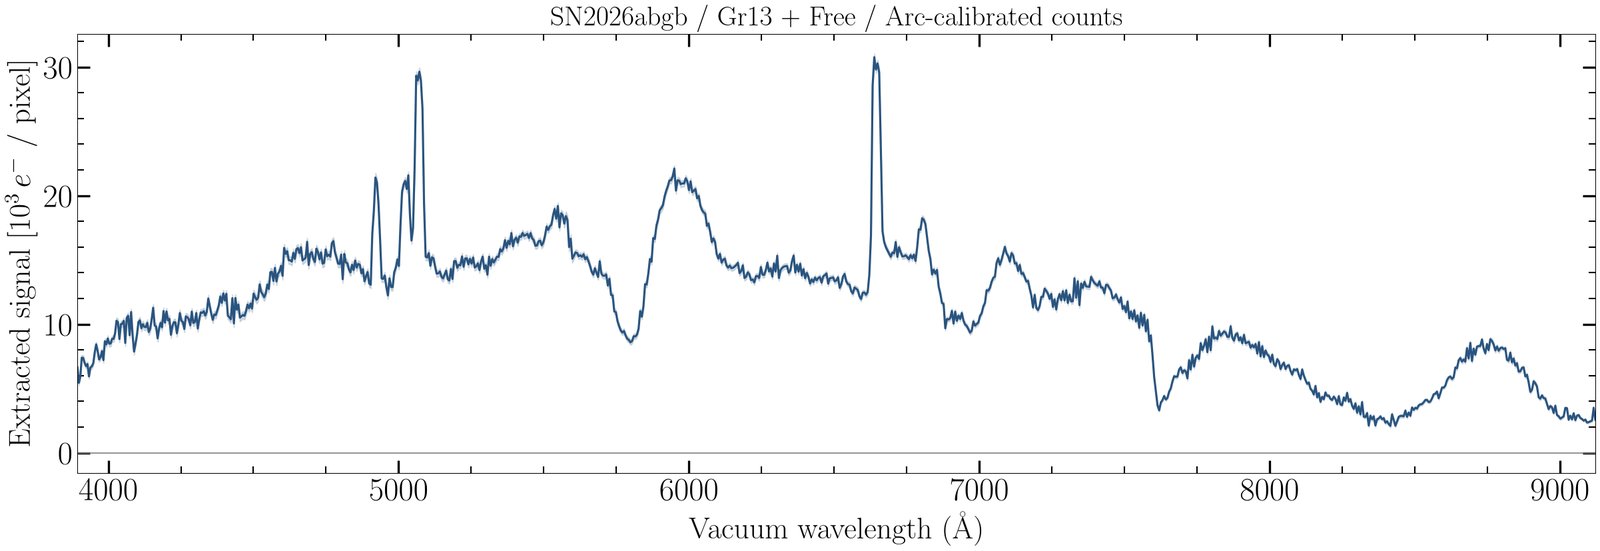 SN2026abgb / Gr13 + Free / Arc-calibrated counts
Extracted signal [10³ e⁻ / pixel]
30
20
10
0
4000 5000 6000 7000 8000 9000
Vacuum wavelength (Å)